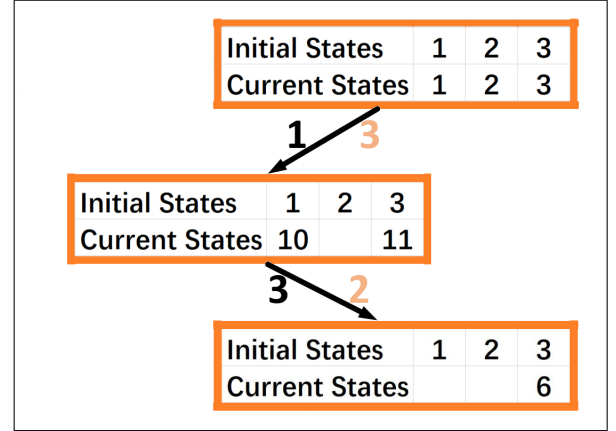 Initial States 1 2 3
Current States 1 2 3
1 3
Initial States 1 2 3
Current States 10 11
3 2
Initial States 1 2 3
Current States 6